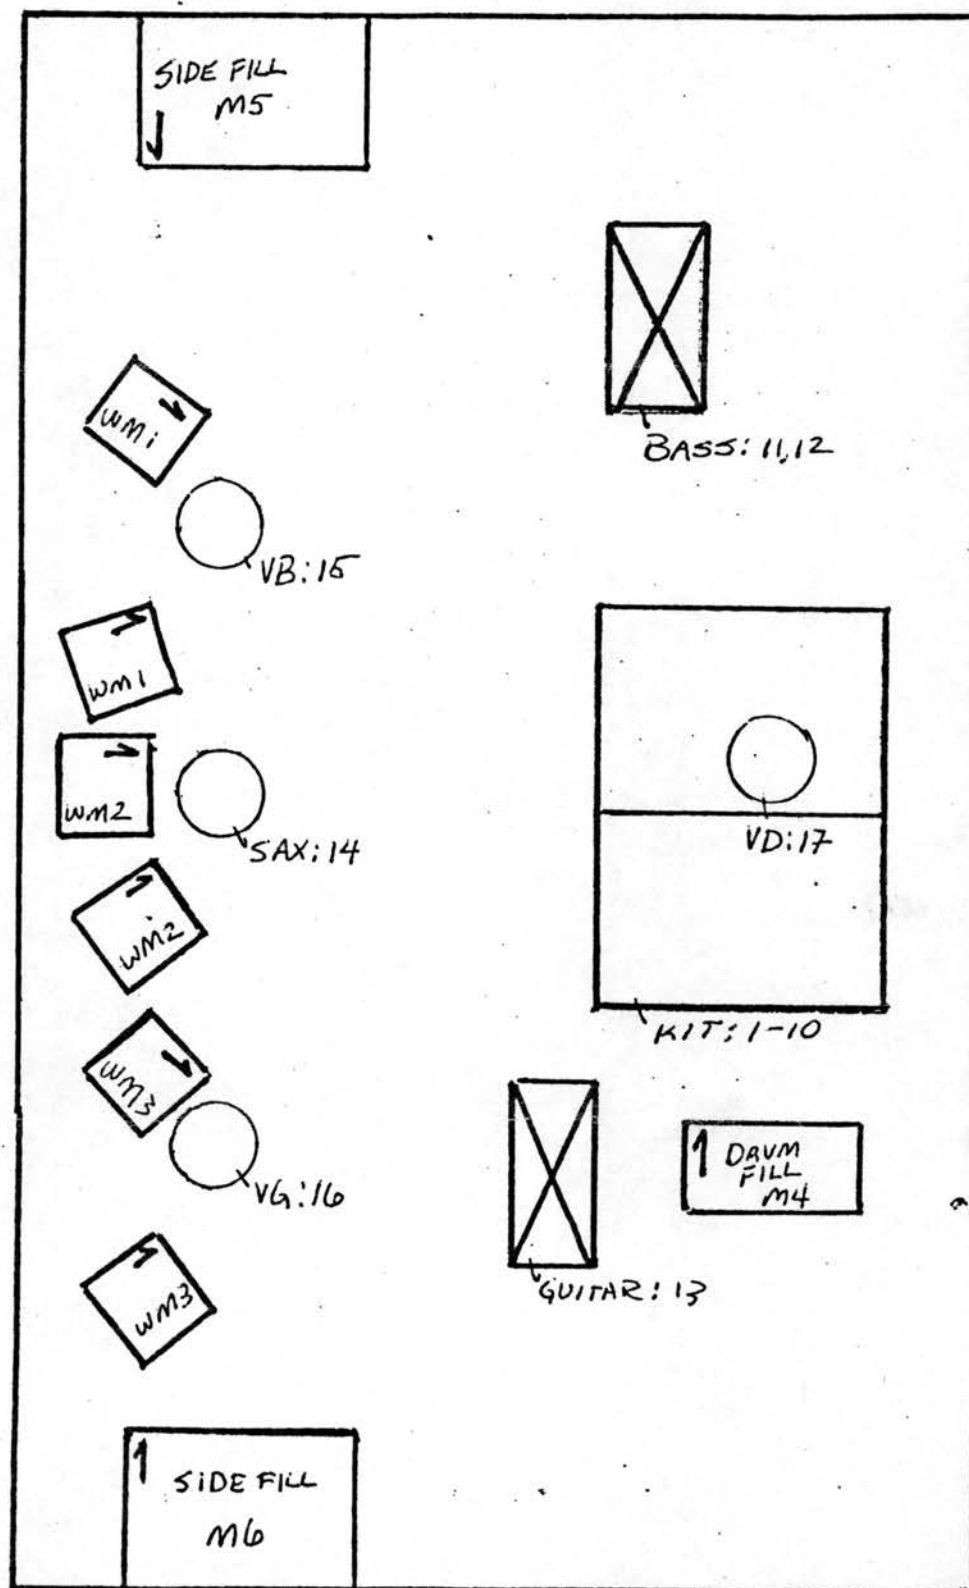 SIDE FILL
M5
WM1
BASS: 11,12
VB: 15
WM1
WM2
SAX: 14
VD: 17
WM2
KIT: 1-10
WM3
VG: 16
DRUM
FILL
M4
GUITAR: 13
WM3
SIDE FILL
M6